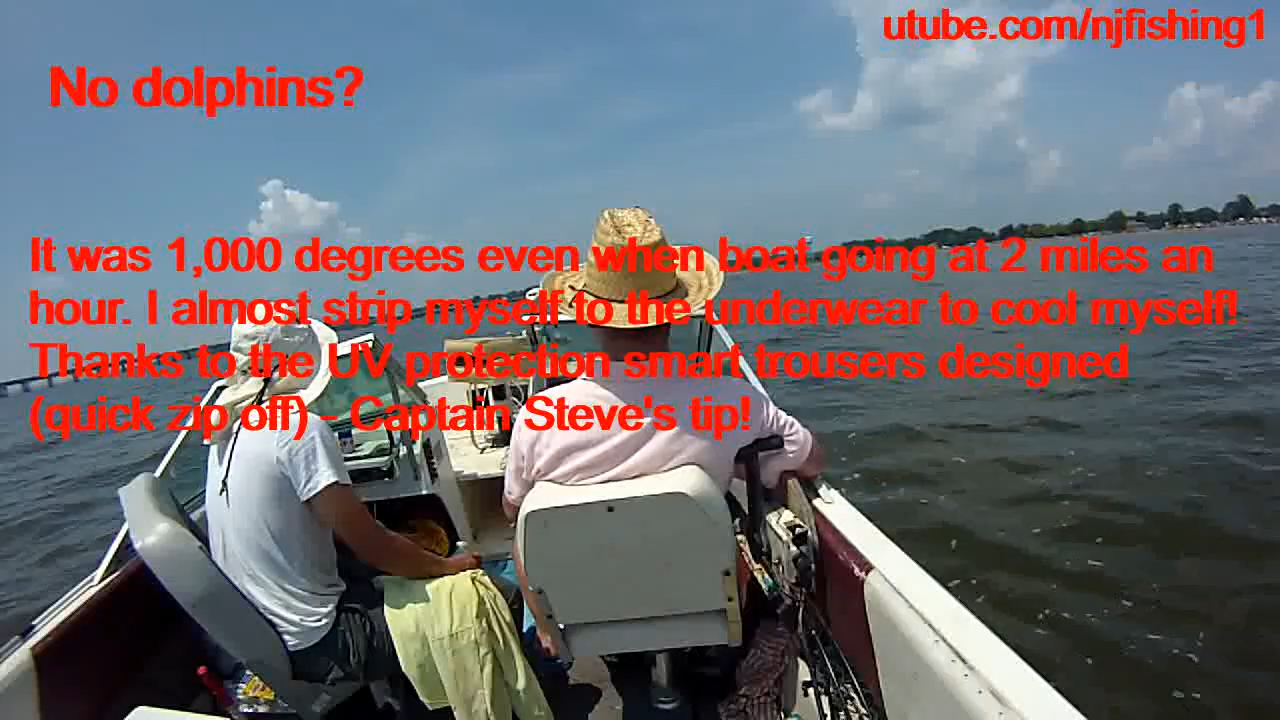 utube.com/njfishing1
No dolphins?
It was 1,000 degrees even when boat going at 2 miles an
hour. I almost strip myself to the underwear to cool myself!
Thanks to the UV protection smart trousers designed
(quick zip off) - Captain Steve's tip!